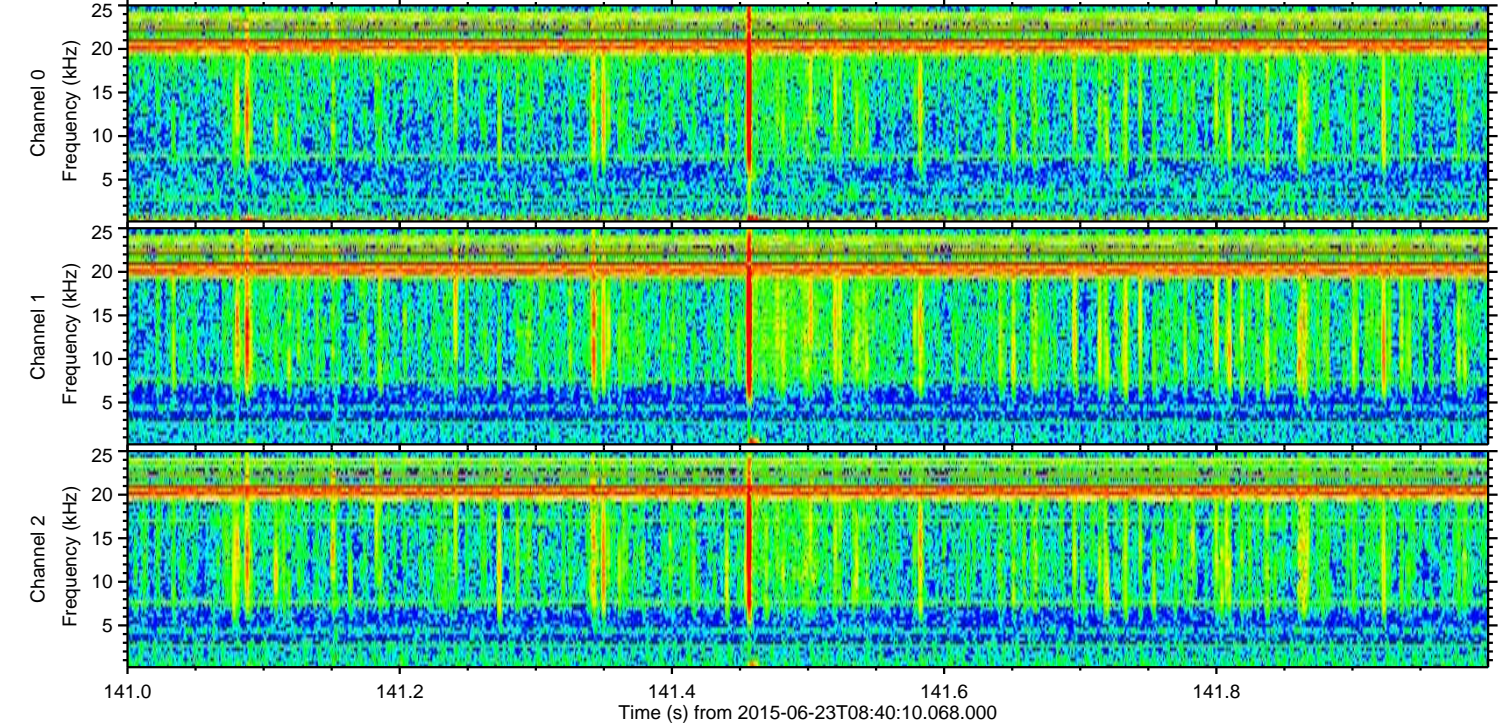 25
20
15
10
5
Channel 0
Frequency (kHz)
25
20
15
10
5
Channel 1
Frequency (kHz)
25
20
15
10
5
Channel 2
Frequency (kHz)
141.0 141.2 141.4 141.6 141.8
Time (s) from 2015-06-23T08:40:10.068.000